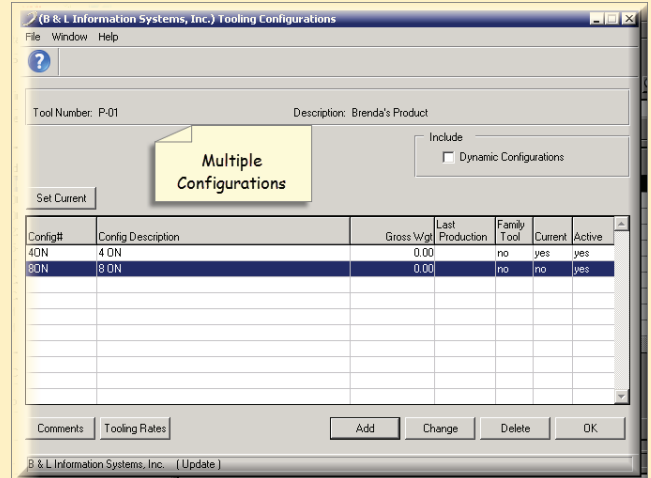 (B & L Information Systems, Inc.) Tooling Configurations
File Window Help
Tool Number: P-01 Description: Brenda's Product
Include
Dynamic Configurations
Multiple
Configurations
Set Current
Config# Config Description Gross Wgt Last Production Family Tool Current Active
4ON 4 ON 0.00 no yes yes
8ON 8 ON 0.00 no no yes
Comments Tooling Rates Add Change Delete OK
B & L Information Systems, Inc. ( Update )